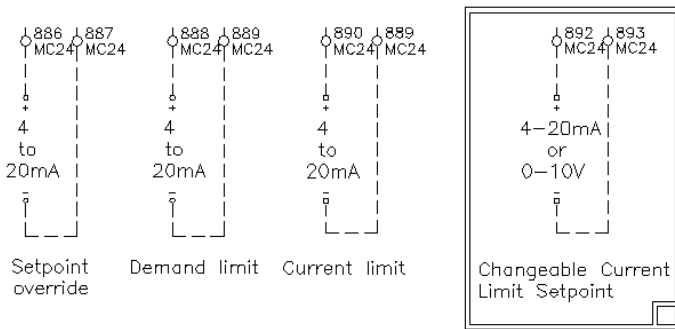 886 887
MC24 MC24
+
4
to
20mA
−
Setpoint
override
888 889
MC24 MC24
+
4
to
20mA
−
Demand limit
890 889
MC24 MC24
+
4
to
20mA
−
Current limit
892 893
MC24 MC24
+
4−20mA
or
0−10V
−
Changeable Current
Limit Setpoint